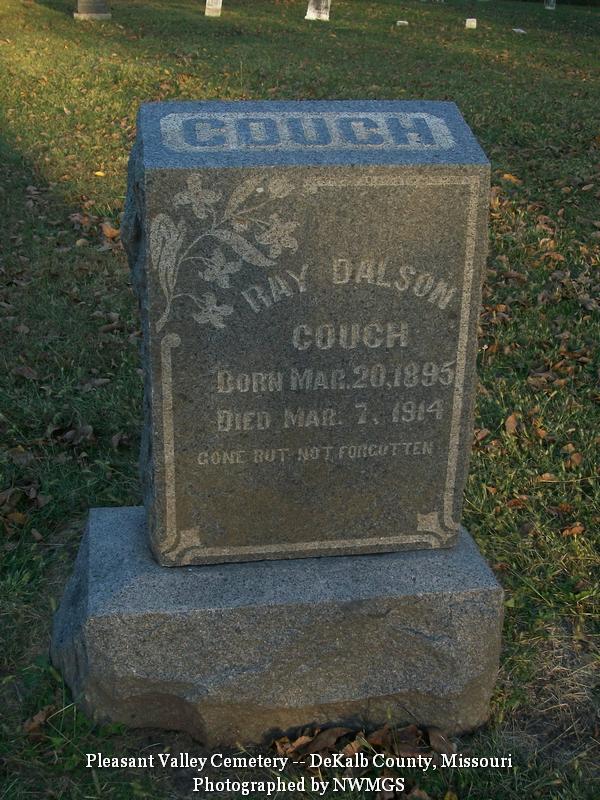 COUCH
RAY DALSON
COUCH
BORN MAR. 20, 1895
DIED MAR. 7, 1914
GONE BUT NOT FORGOTTEN
Pleasant Valley Cemetery -- DeKalb County, Missouri
Photographed by NWMGS